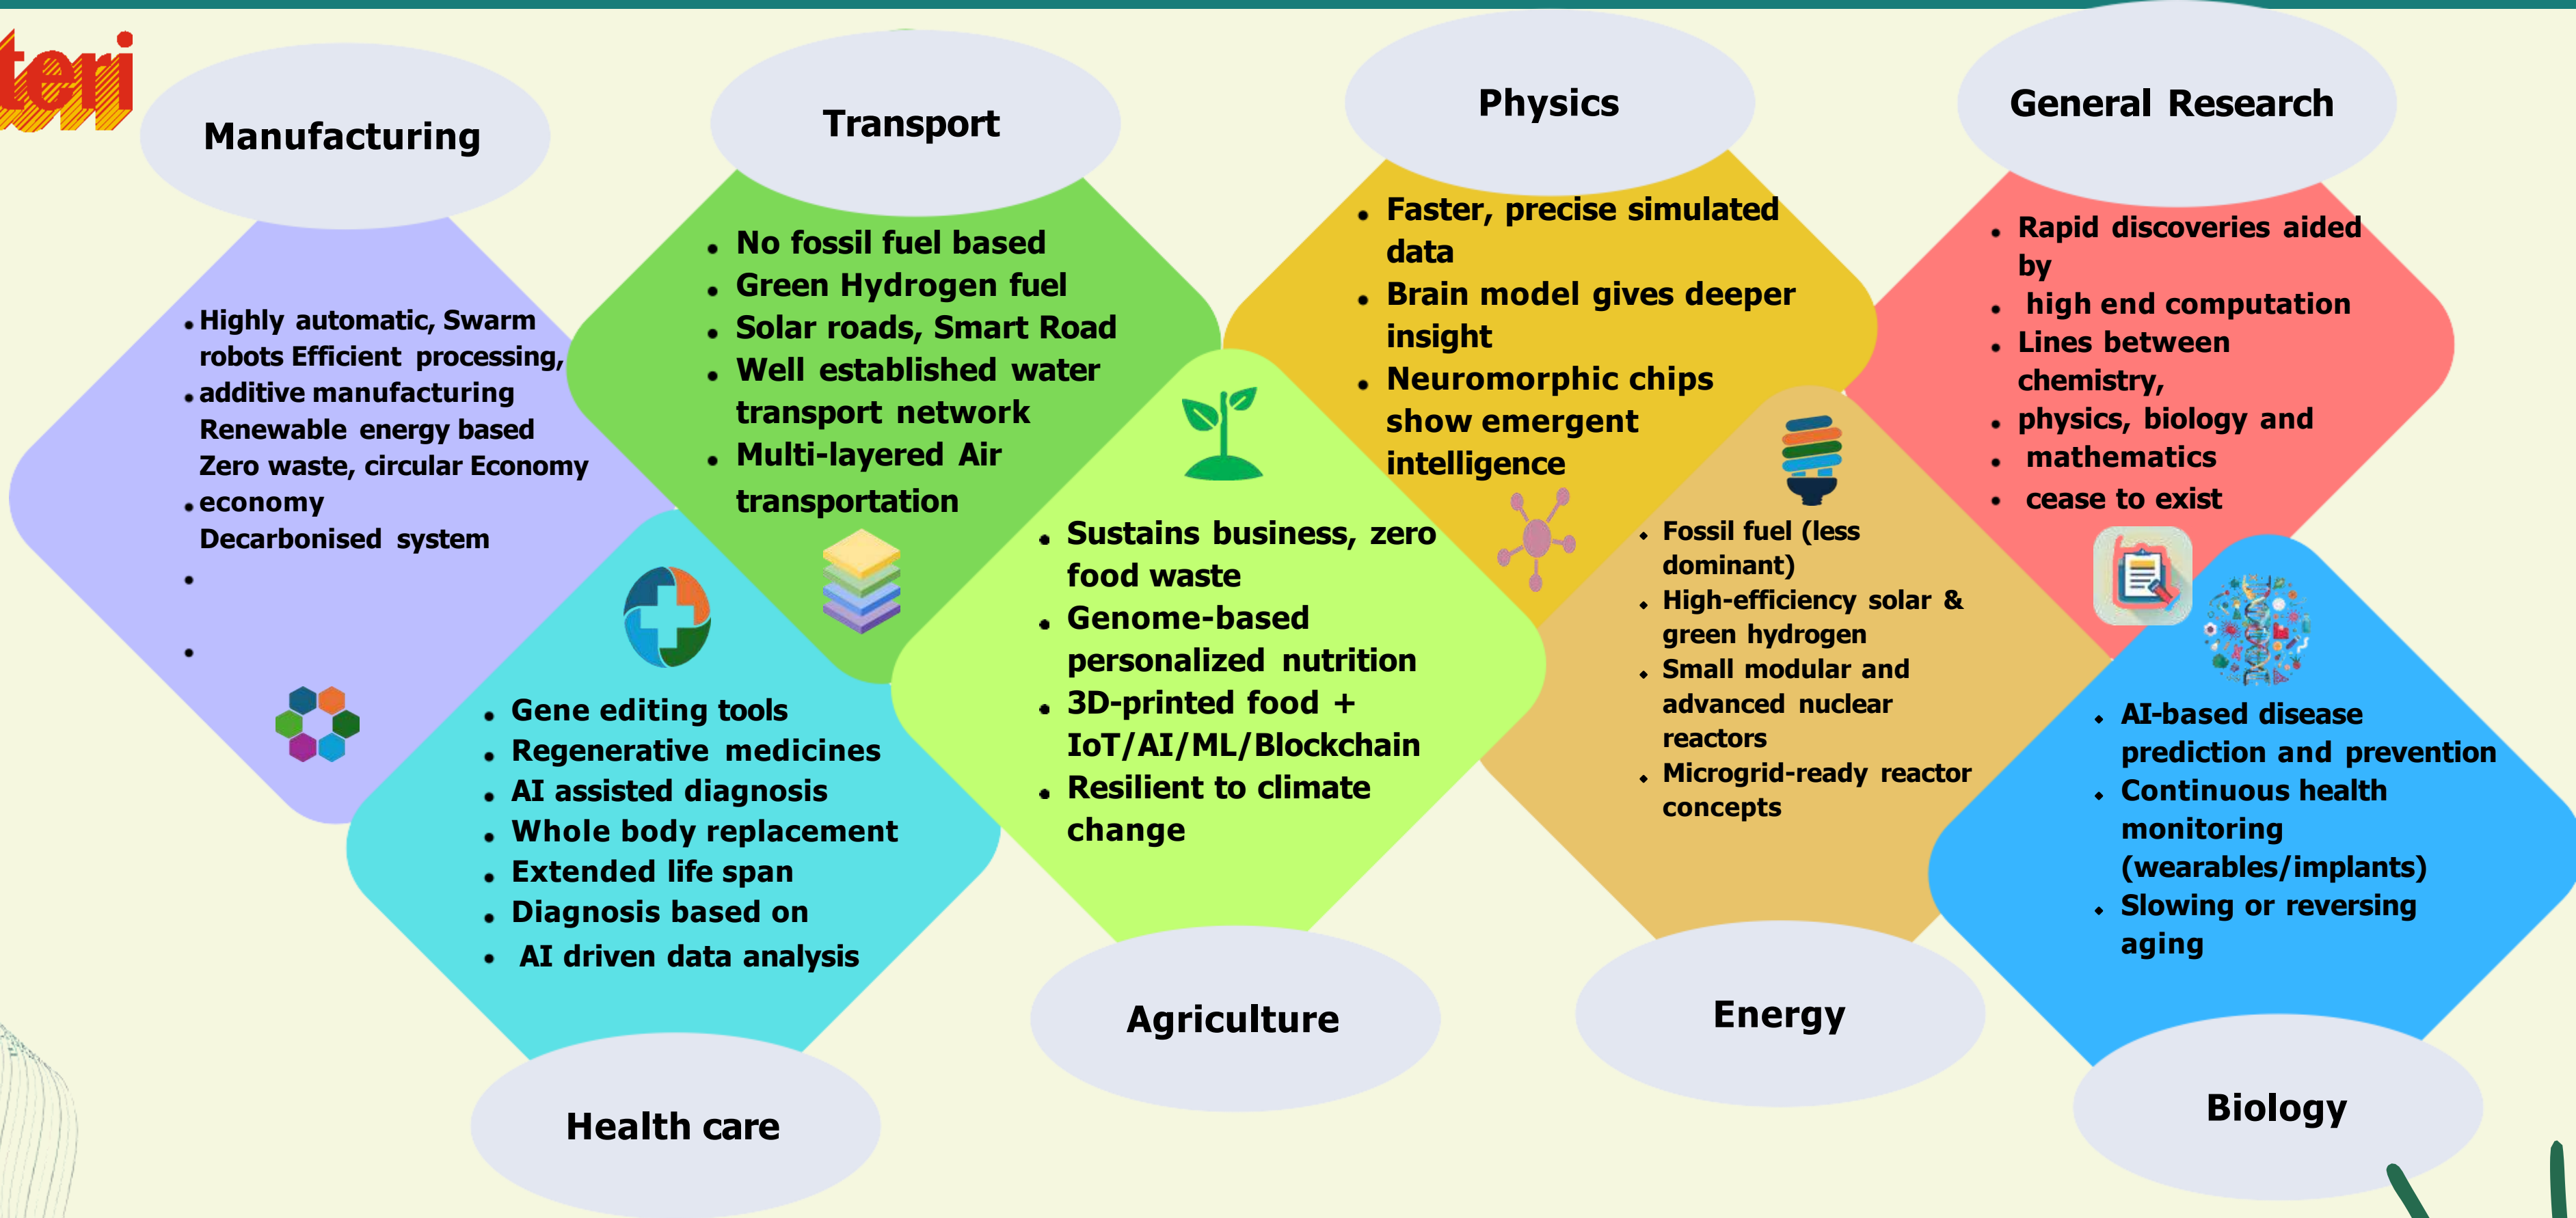 teri
Manufacturing
Highly automatic, Swarm
robots Efficient processing,
additive manufacturing
Renewable energy based
Zero waste, circular Economy
economy
Decarbonised system
Transport
No fossil fuel based
Green Hydrogen fuel
Solar roads, Smart Road
Well established water
transport network
Multi-layered Air
transportation
Physics
Faster, precise simulated
data
Brain model gives deeper
insight
Neuromorphic chips
show emergent
intelligence
General Research
Rapid discoveries aided
by
high end computation
Lines between
chemistry,
physics, biology and
mathematics
cease to exist
Gene editing tools
Regenerative medicines
AI assisted diagnosis
Whole body replacement
Extended life span
Diagnosis based on
AI driven data analysis
Health care
Sustains business, zero
food waste
Genome-based
personalized nutrition
3D-printed food +
IoT/AI/ML/Blockchain
Resilient to climate
change
Agriculture
Fossil fuel (less
dominant)
High-efficiency solar &
green hydrogen
Small modular and
advanced nuclear
reactors
Microgrid-ready reactor
concepts
Energy
AI-based disease
prediction and prevention
Continuous health
monitoring
(wearables/implants)
Slowing or reversing
aging
Biology